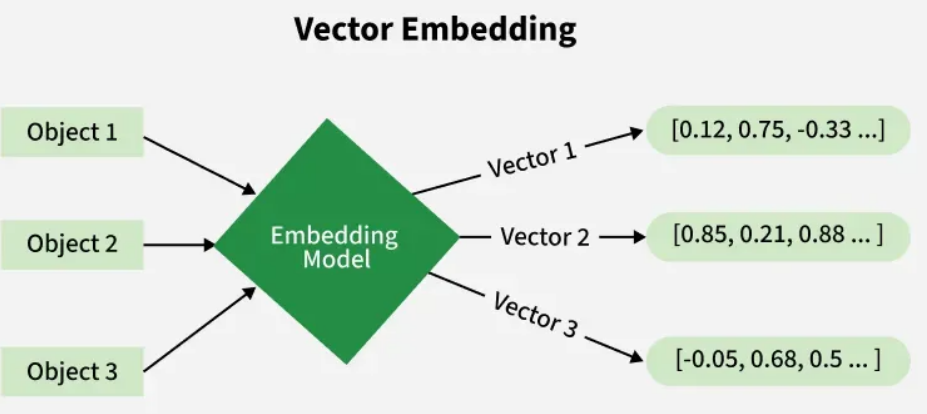 Vector Embedding
Object 1
Object 2
Object 3
Embedding
Model
Vector 1
Vector 2
Vector 3
[0.12, 0.75, -0.33 ...]
[0.85, 0.21, 0.88 ... ]
[-0.05, 0.68, 0.5 ... ]